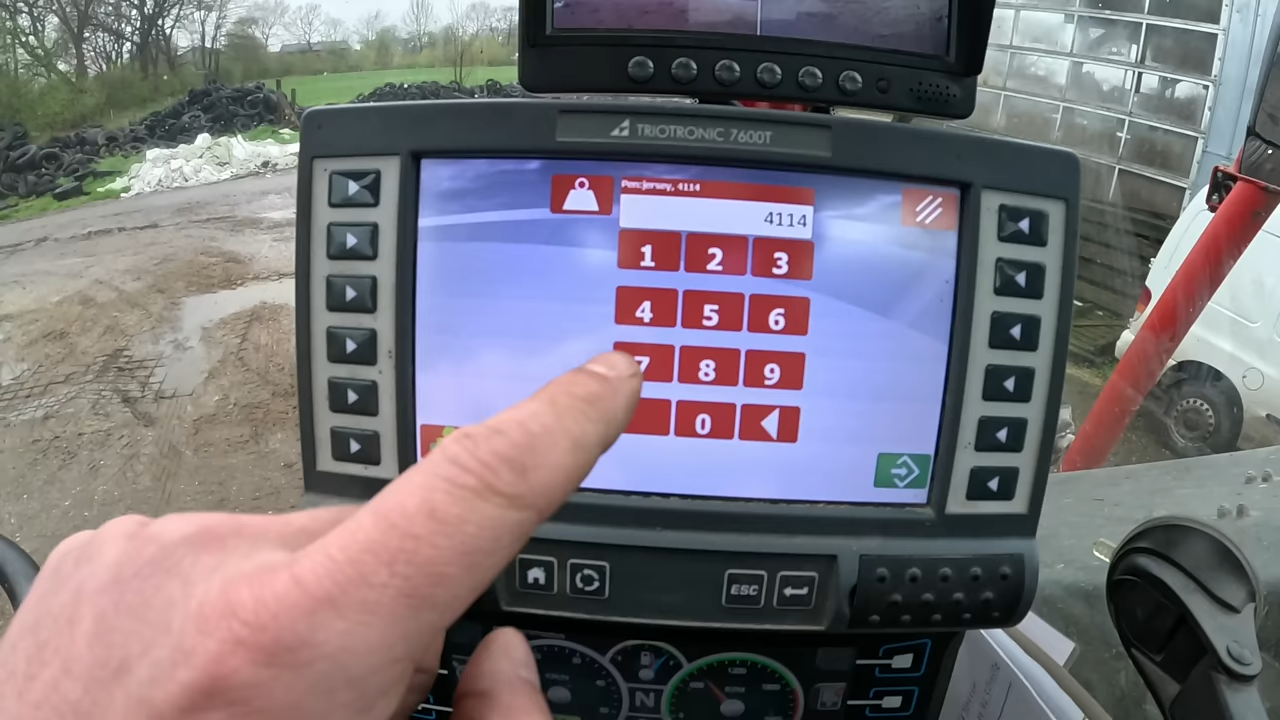 TRIOTRONIC 7600T
Pen:jersey, 4114
4114
1 2 3
4 5 6
7 8 9
0
ESC
N